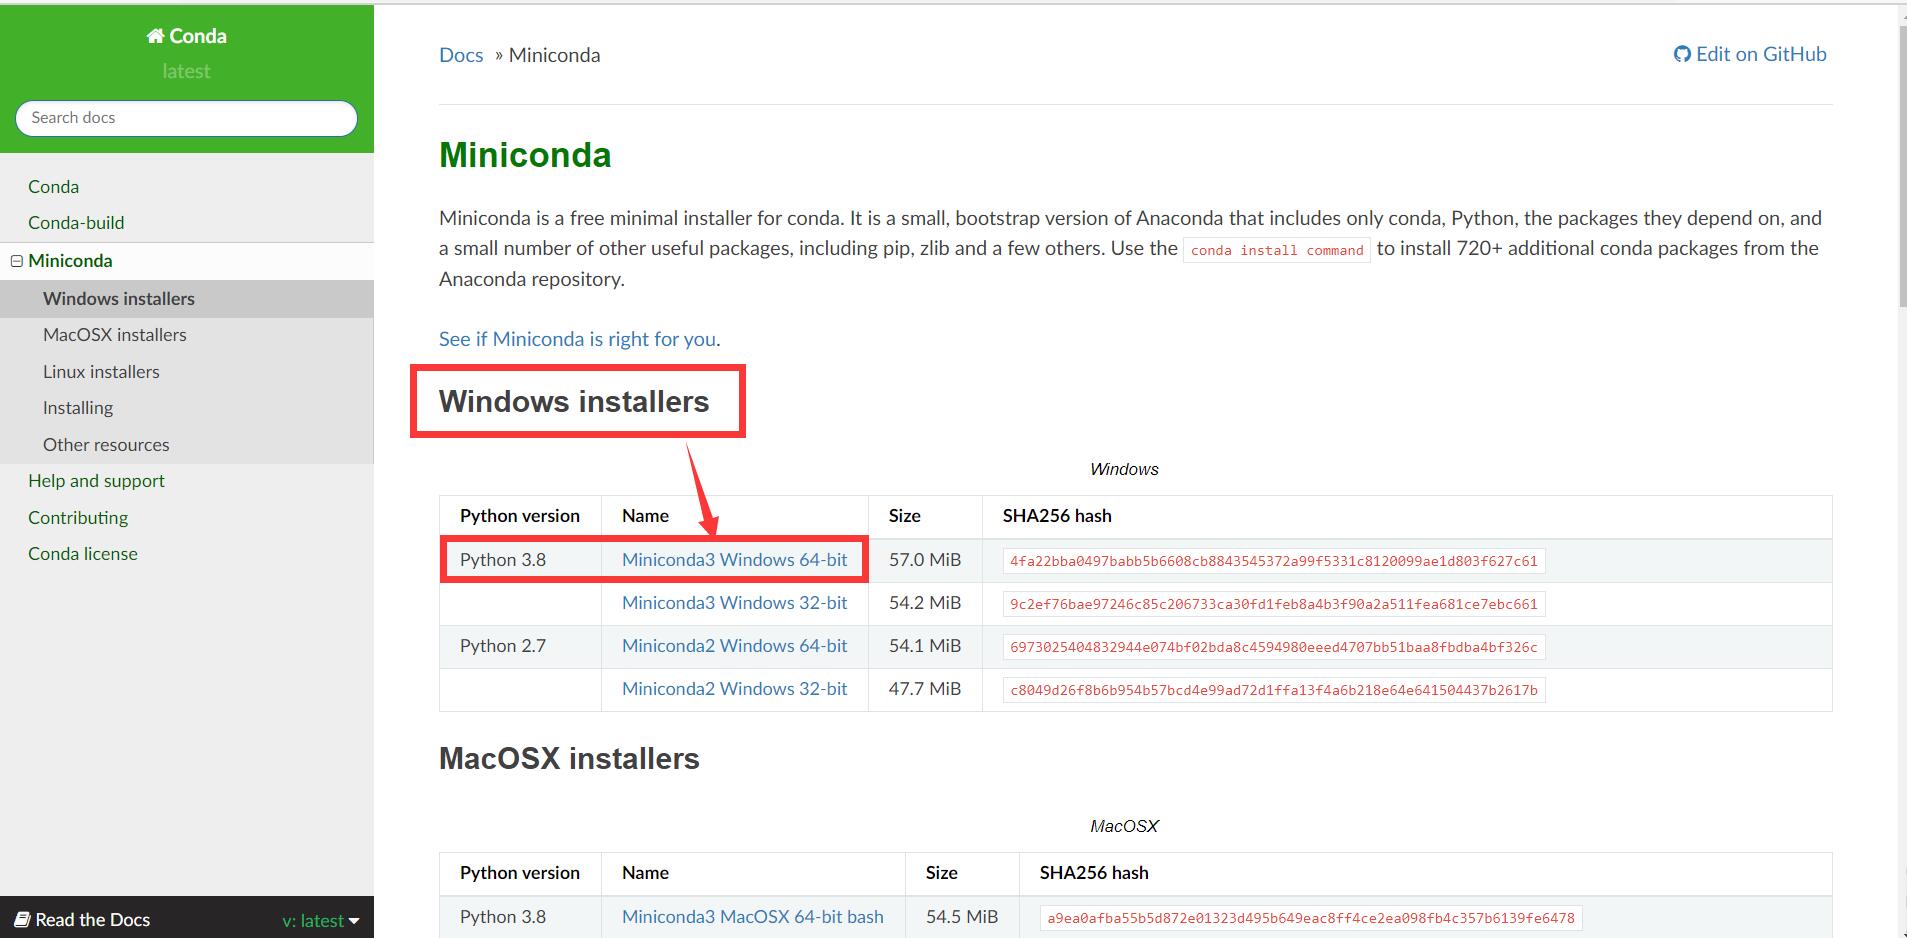 Conda
latest
Search docs
Conda
Conda-build
Miniconda
Windows installers
MacOSX installers
Linux installers
Installing
Other resources
Help and support
Contributing
Conda license
Read the Docs
v: latest
Docs » Miniconda
Edit on GitHub
Miniconda
Miniconda is a free minimal installer for conda. It is a small, bootstrap version of Anaconda that includes only conda, Python, the packages they depend on, and
a small number of other useful packages, including pip, zlib and a few others. Use the conda install command to install 720+ additional conda packages from the
Anaconda repository.
See if Miniconda is right for you.
Windows installers
Windows
Python version Name Size SHA256 hash
Python 3.8 Miniconda3 Windows 64-bit 57.0 MiB 4fa22bba0497babb5b6608cb8843545372a99f5331c8120099ae1d803f627c61
Miniconda3 Windows 32-bit 54.2 MiB 9c2ef76bae97246c85c206733ca30fd1feb8a4b3f90a2a511fea681ce7ebc661
Python 2.7 Miniconda2 Windows 64-bit 54.1 MiB 6973025404832944e074bf02bda8c4594980eeed4707bb51baa8fbdba4bf326c
Miniconda2 Windows 32-bit 47.7 MiB c8049d26f8b6b954b57bcd4e99ad72d1ffa13f4a6b218e64e641504437b2617b
MacOSX installers
MacOSX
Python version Name Size SHA256 hash
Python 3.8 Miniconda3 MacOSX 64-bit bash 54.5 MiB a9ea0afba55b5d872e01323d495b649eac8ff4ce2ea098fb4c357b6139fe6478